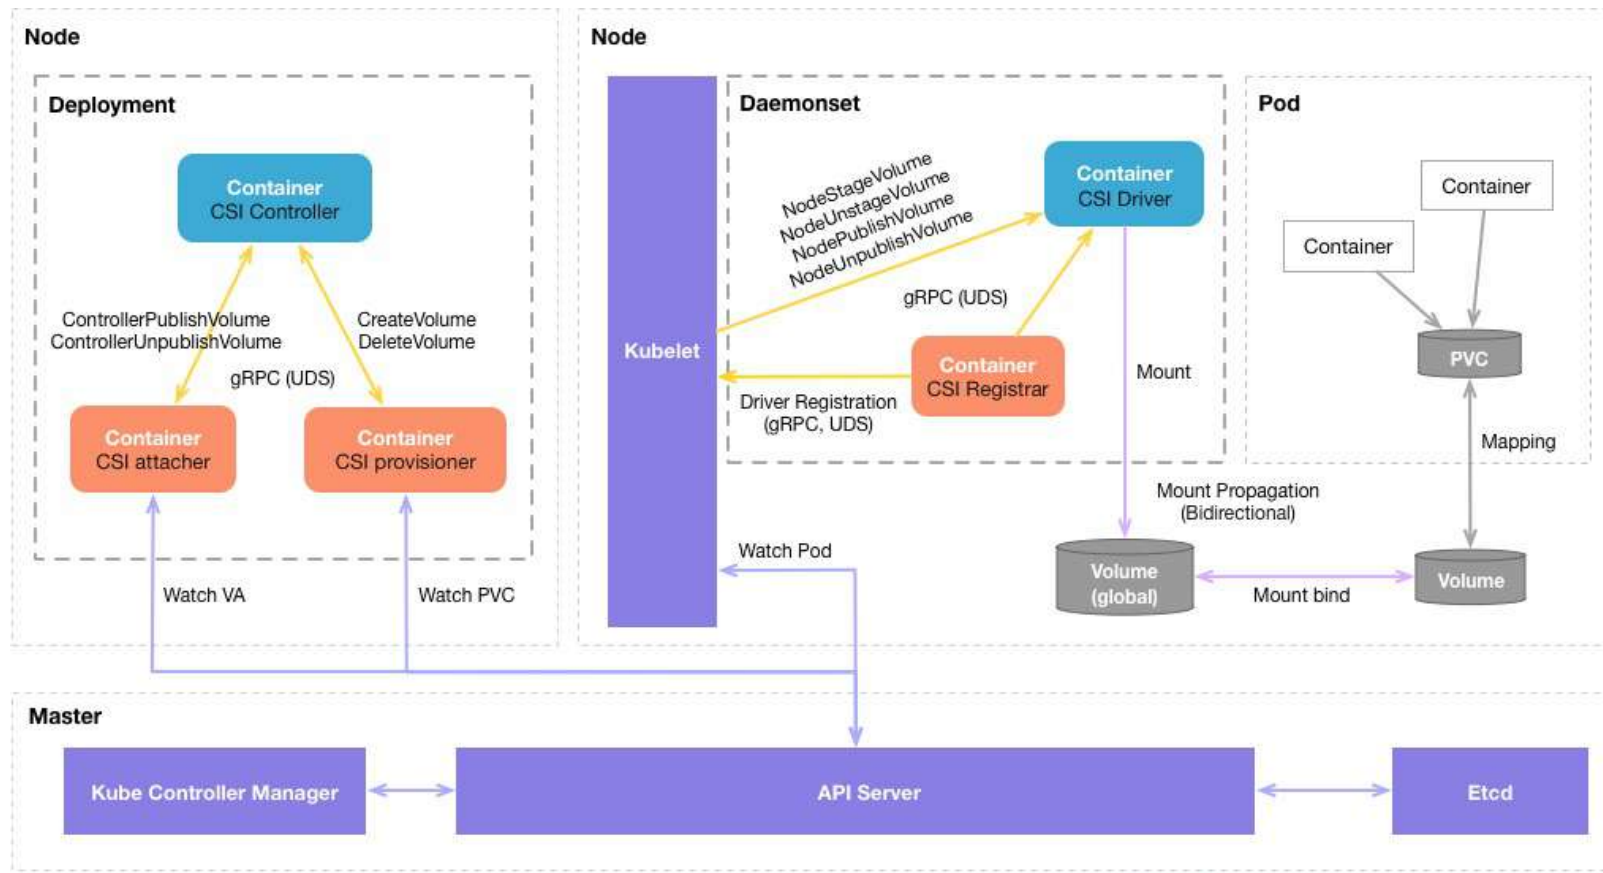 Node
Deployment
Container
CSI Controller
ControllerPublishVolume
ControllerUnpublishVolume
CreateVolume
DeleteVolume
gRPC (UDS)
Container
CSI attacher
Container
CSI provisioner
Watch VA
Watch PVC
Node
Kubelet
Daemonset
NodeStageVolume
NodeUnstageVolume
NodePublishVolume
NodeUnpublishVolume
Container
CSI Driver
gRPC (UDS)
Container
CSI Registrar
Driver Registration
(gRPC, UDS)
Mount
Pod
Container
Container
PVC
Mapping
Mount Propagation
(Bidirectional)
Watch Pod
Volume
(global)
Mount bind
Volume
Master
Kube Controller Manager
API Server
Etcd